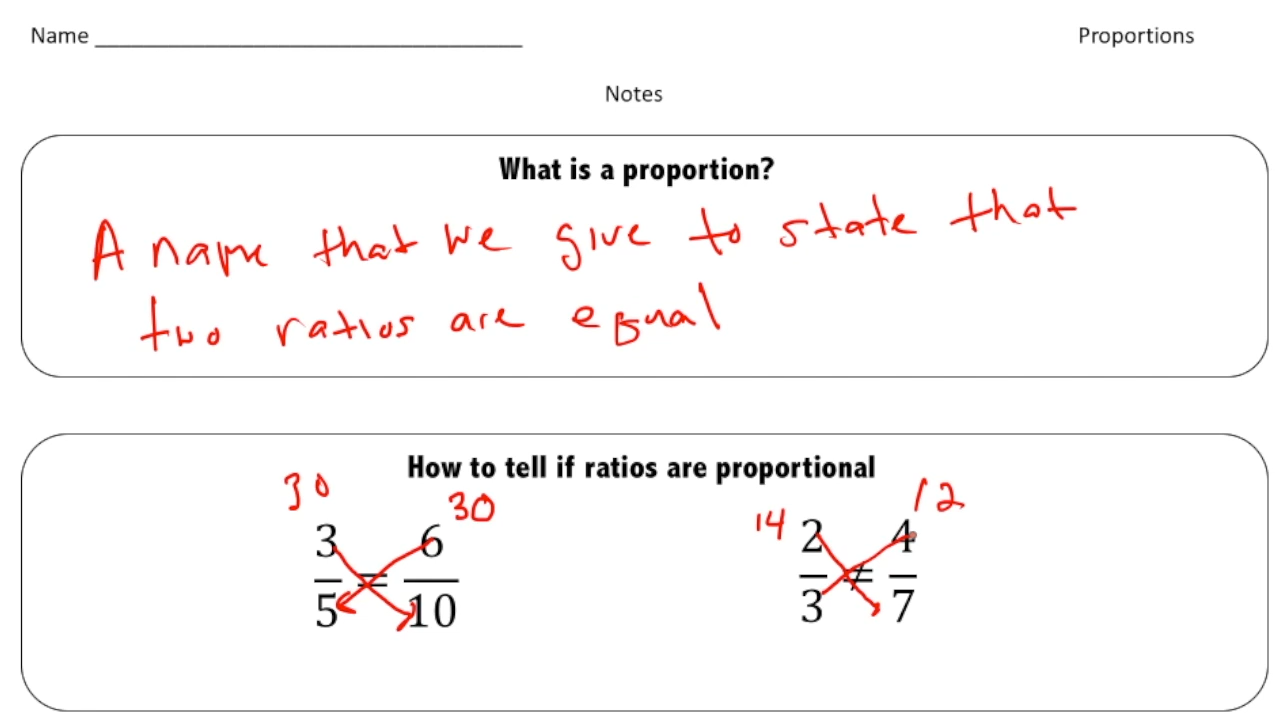 Name ______________________ Proportions
Notes
What is a proportion?
A name that we give to state that
two ratios are equal
How to tell if ratios are proportional
30 30 14 12
3/5 = 6/10 2/3 ≠ 4/7